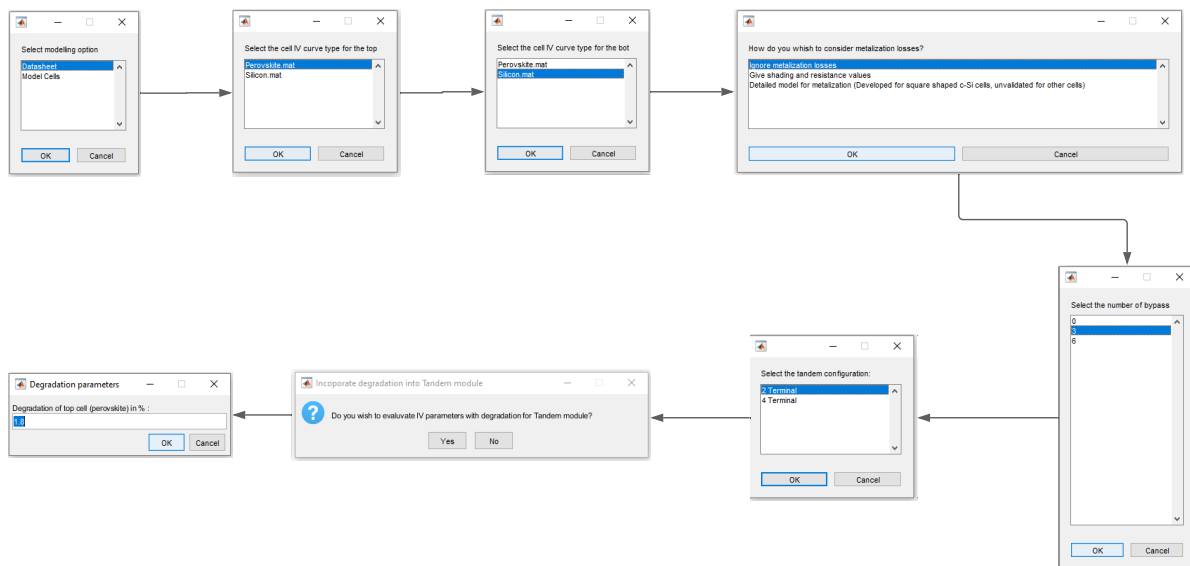 Select modelling option
Datasheet
Model Cells
OK
Cancel
Select the cell IV curve type for the top
Perovskite.mat
Silicon.mat
OK
Cancel
Select the cell IV curve type for the bot
Perovskite.mat
Silicon.mat
OK
Cancel
How do you whish to consider metalization losses?
Ignore metalization losses
Give shading and resistance values
Detailed model for metalization (Developed for square shaped c-Si cells, unvalidated for other cells)
OK
Cancel
Select the number of bypass
0
3
6
OK
Cancel
Select the tandem configuration:
2 Terminal
4 Terminal
OK
Cancel
Incoporate degradation into Tandem module
Do you wish to evaluvate IV parameters with degradation for Tandem module?
Yes
No
Degradation parameters
Degradation of top cell (perovskite) in % :
1.8
OK
Cancel